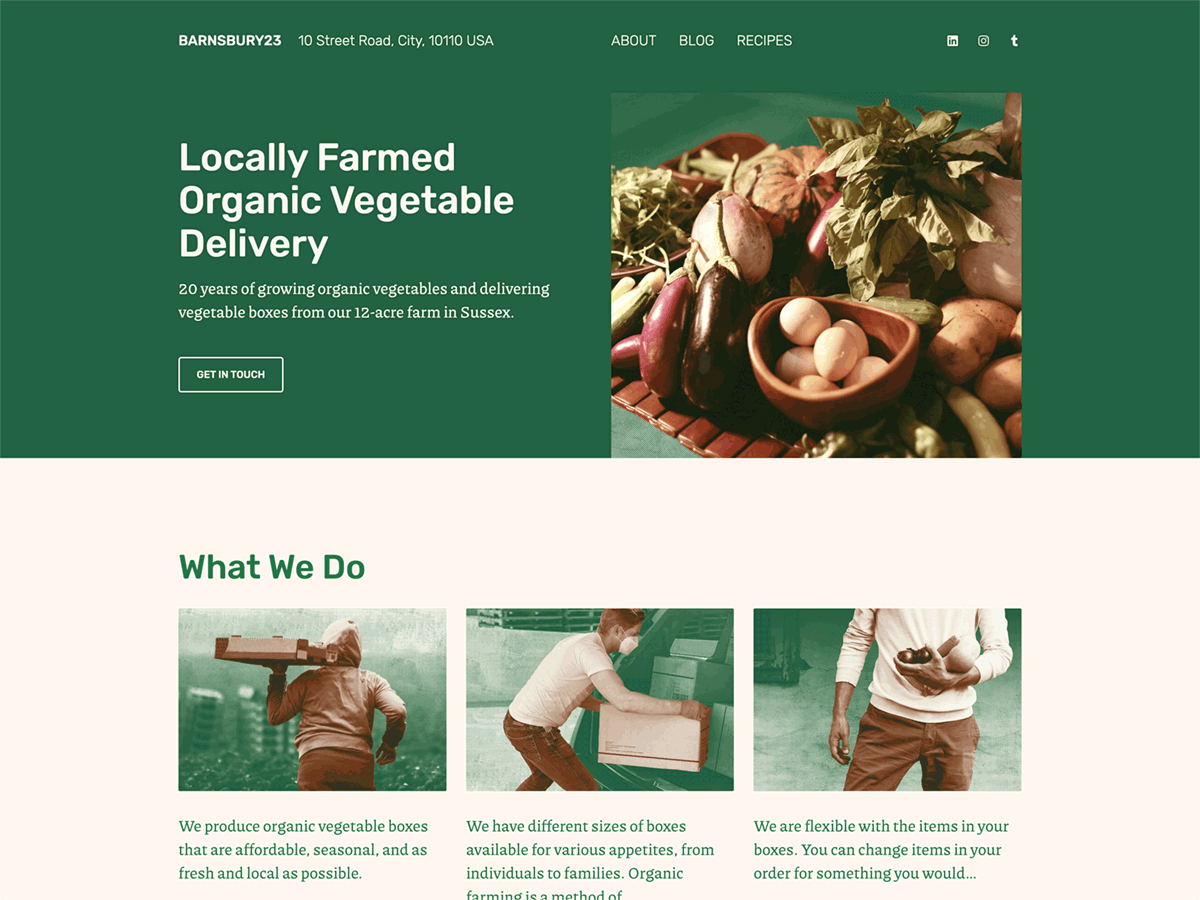 BARNSBURY23 10 Street Road, City, 10110 USA ABOUT BLOG RECIPES
Locally Farmed
Organic Vegetable
Delivery
20 years of growing organic vegetables and delivering
vegetable boxes from our 12-acre farm in Sussex.
GET IN TOUCH
What We Do
We produce organic vegetable boxes
that are affordable, seasonal, and as
fresh and local as possible.
We have different sizes of boxes
available for various appetites, from
individuals to families. Organic
farming is a method of
We are flexible with the items in your
boxes. You can change items in your
order for something you would…